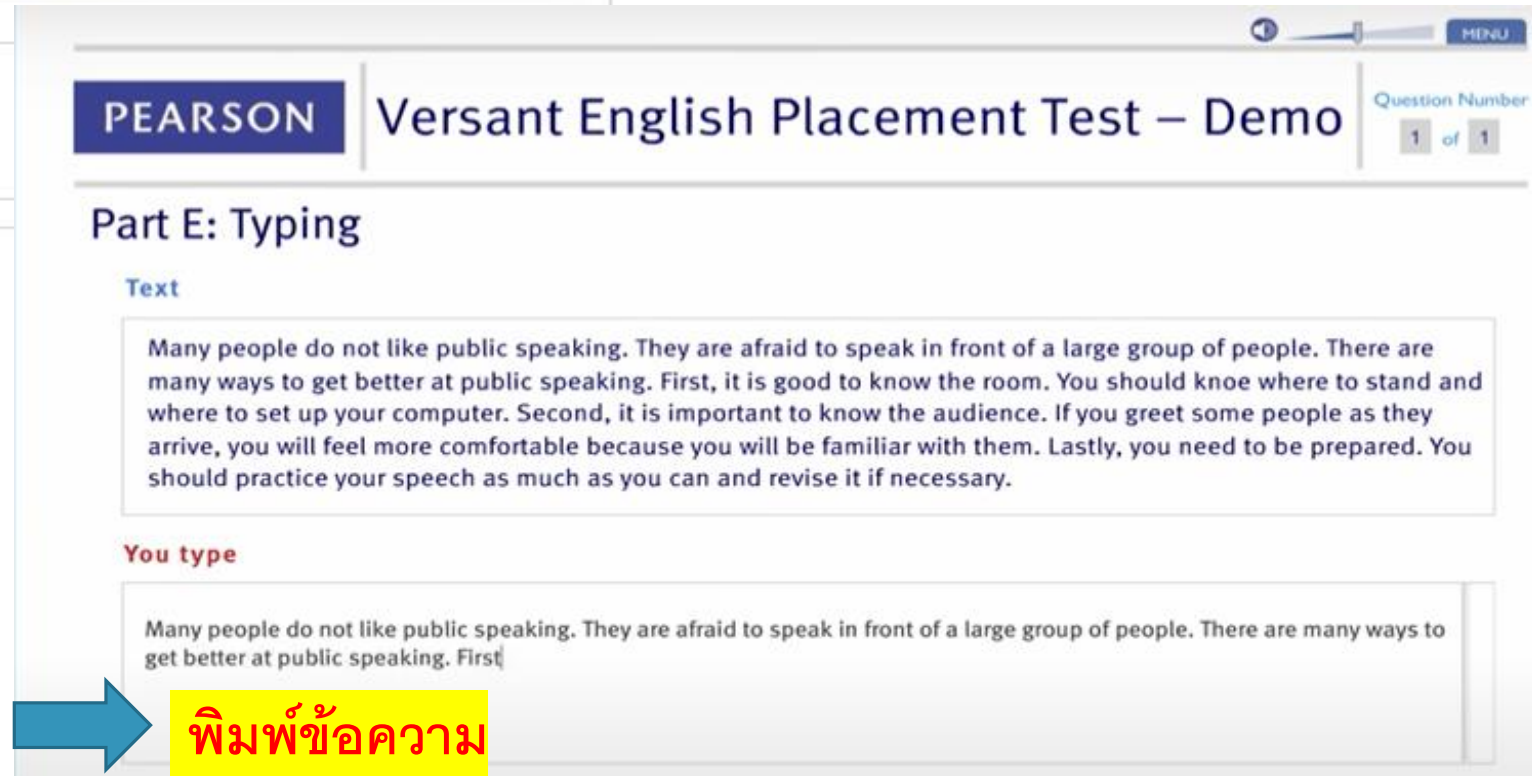 MENU
PEARSON
Versant English Placement Test – Demo
Question Number
1 of 1
Part E: Typing
Text
Many people do not like public speaking. They are afraid to speak in front of a large group of people. There are
many ways to get better at public speaking. First, it is good to know the room. You should knoe where to stand and
where to set up your computer. Second, it is important to know the audience. If you greet some people as they
arrive, you will feel more comfortable because you will be familiar with them. Lastly, you need to be prepared. You
should practice your speech as much as you can and revise it if necessary.
You type
Many people do not like public speaking. They are afraid to speak in front of a large group of people. There are many ways to
get better at public speaking. First
พิมพ์ข้อความ